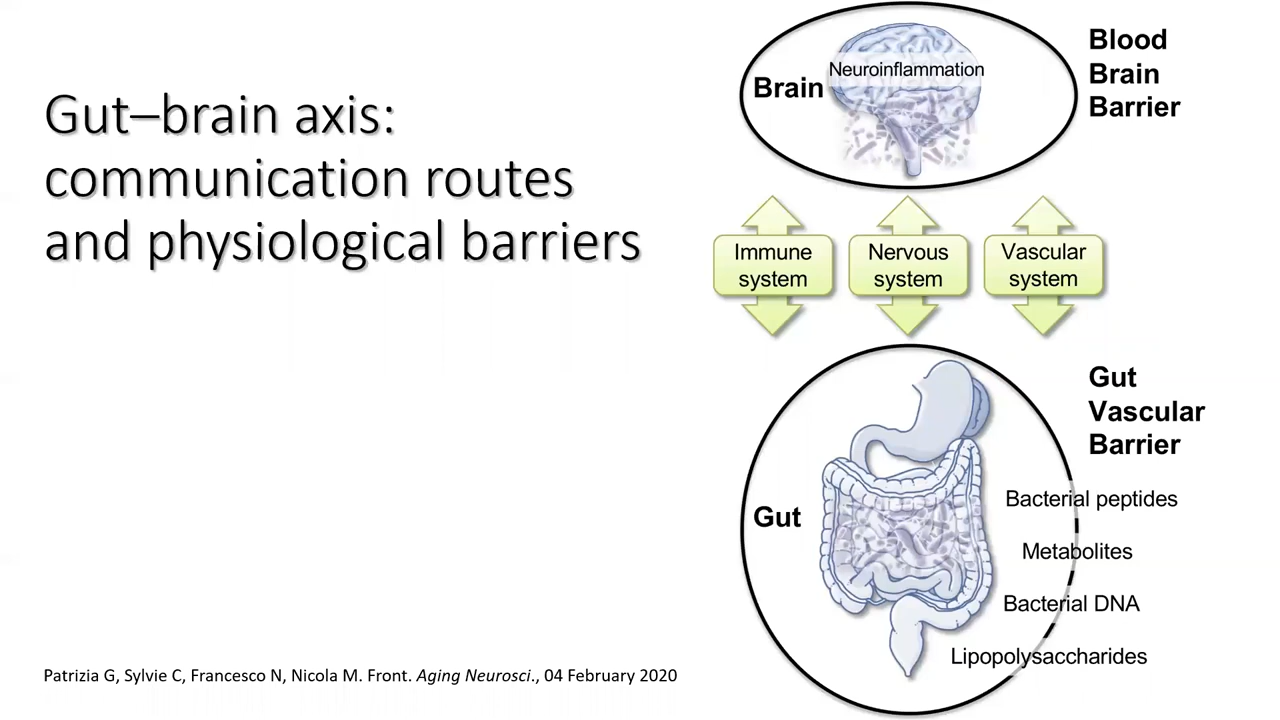 Gut–brain axis:
communication routes
and physiological barriers
Brain
Neuroinflammation
Blood
Brain
Barrier
Immune
system
Nervous
system
Vascular
system
Gut
Vascular
Barrier
Gut
Bacterial peptides
Metabolites
Bacterial DNA
Lipopolysaccharides
Patrizia G, Sylvie C, Francesco N, Nicola M. Front. Aging Neurosci., 04 February 2020